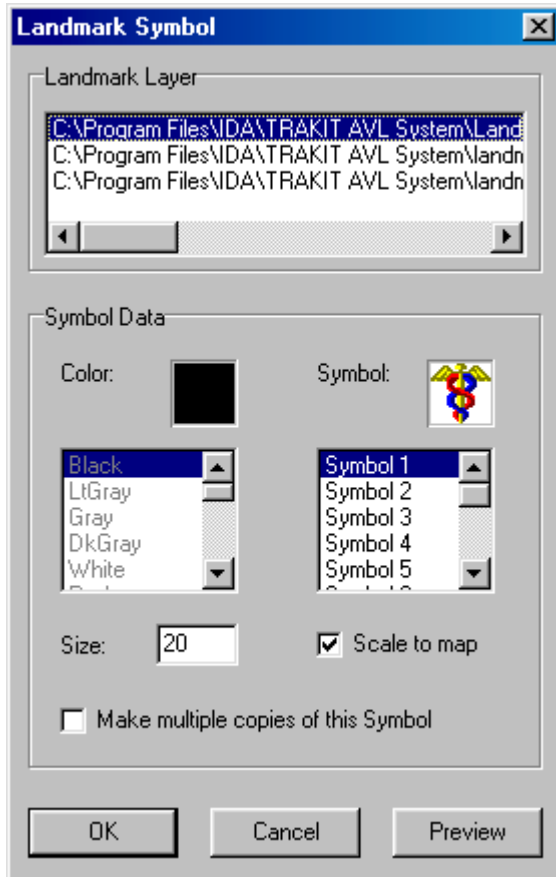 Landmark Symbol
Landmark Layer
C:\Program Files\IDA\TRAKIT AVL System\Land
C:\Program Files\IDA\TRAKIT AVL System\landn
C:\Program Files\IDA\TRAKIT AVL System\landn
Symbol Data
Color:
Symbol:
Black
LtGray
Gray
DkGray
White
Symbol 1
Symbol 2
Symbol 3
Symbol 4
Symbol 5
Size:
20
Scale to map
Make multiple copies of this Symbol
OK
Cancel
Preview